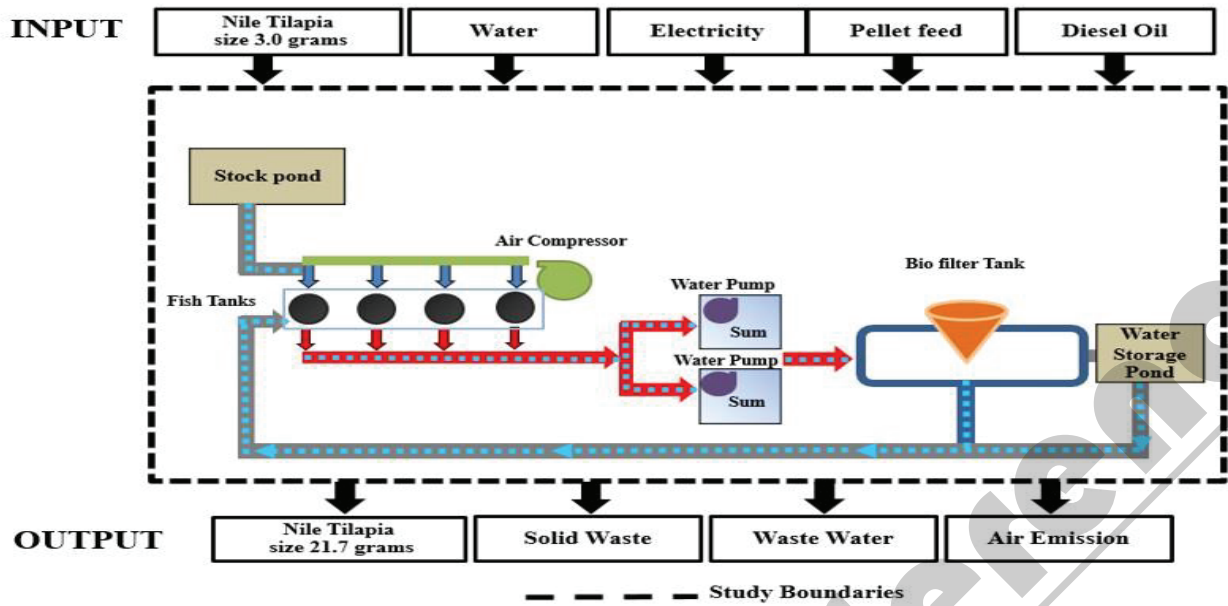 INPUT
Nile Tilapia
size 3.0 grams
Water
Electricity
Pellet feed
Diesel Oil
Stock pond
Air Compressor
Fish Tanks
Water Pump
Sum
Water Pump
Sum
Bio filter Tank
Water
Storage
Pond
OUTPUT
Nile Tilapia
size 21.7 grams
Solid Waste
Waste Water
Air Emission
Study Boundaries